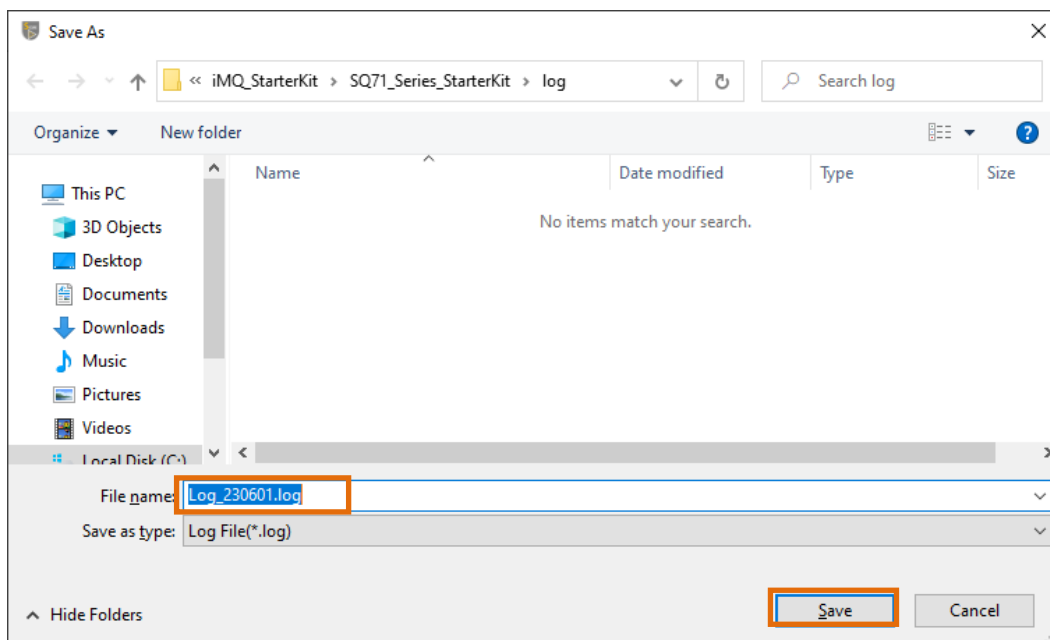 Save As
« iMQ_StarterKit › SQ71_Series_StarterKit › log
Search log
Organize
New folder
Name
Date modified
Type
Size
No items match your search.
This PC
3D Objects
Desktop
Documents
Downloads
Music
Pictures
Videos
Local Disk (C:)
File name: Log_230601.log
Save as type: Log File(*.log)
Hide Folders
Save
Cancel